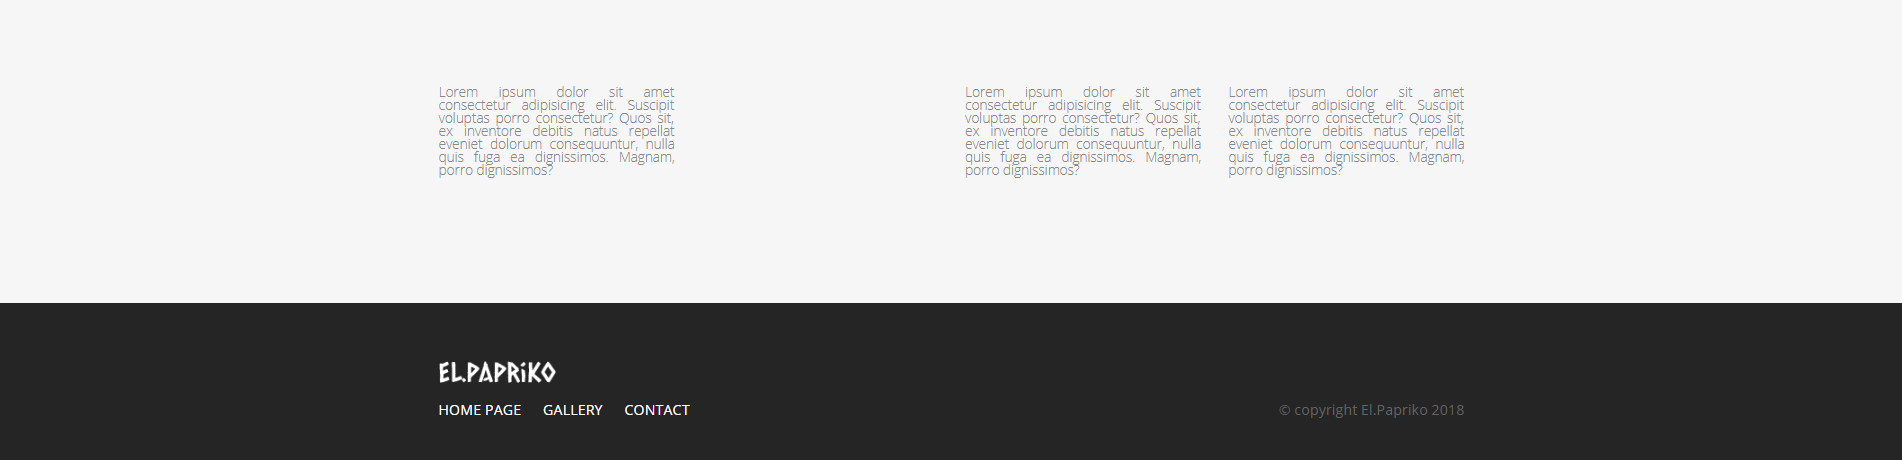 Lorem ipsum dolor sit amet
consectetur adipisicing elit. Suscipit
voluptas porro consectetur? Quos sit,
ex inventore debitis natus repellat
eveniet dolorum consequuntur, nulla
quis fuga ea dignissimos. Magnam,
porro dignissimos?
Lorem ipsum dolor sit amet
consectetur adipisicing elit. Suscipit
voluptas porro consectetur? Quos sit,
ex inventore debitis natus repellat
eveniet dolorum consequuntur, nulla
quis fuga ea dignissimos. Magnam,
porro dignissimos?
Lorem ipsum dolor sit amet
consectetur adipisicing elit. Suscipit
voluptas porro consectetur? Quos sit,
ex inventore debitis natus repellat
eveniet dolorum consequuntur, nulla
quis fuga ea dignissimos. Magnam,
porro dignissimos?
EL.PAPRiKO
HOME PAGE GALLERY CONTACT
© copyright El.Papriko 2018